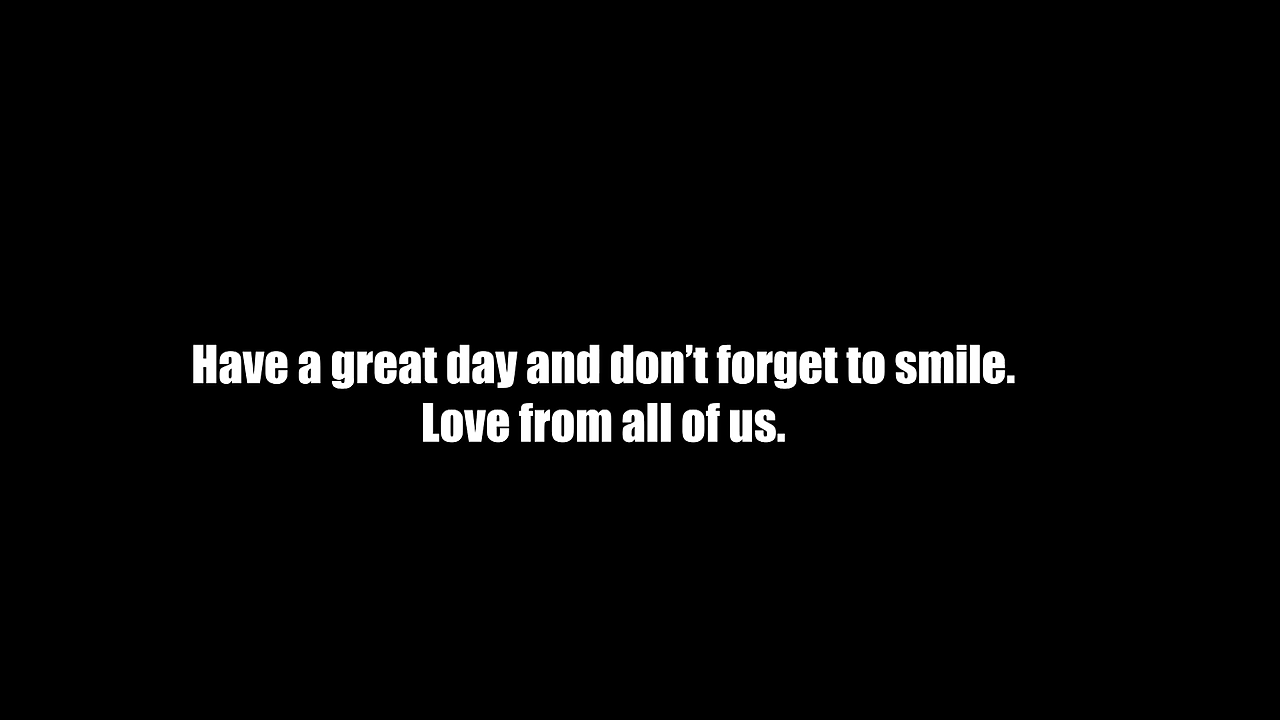 Have a great day and don’t forget to smile.
Love from all of us.